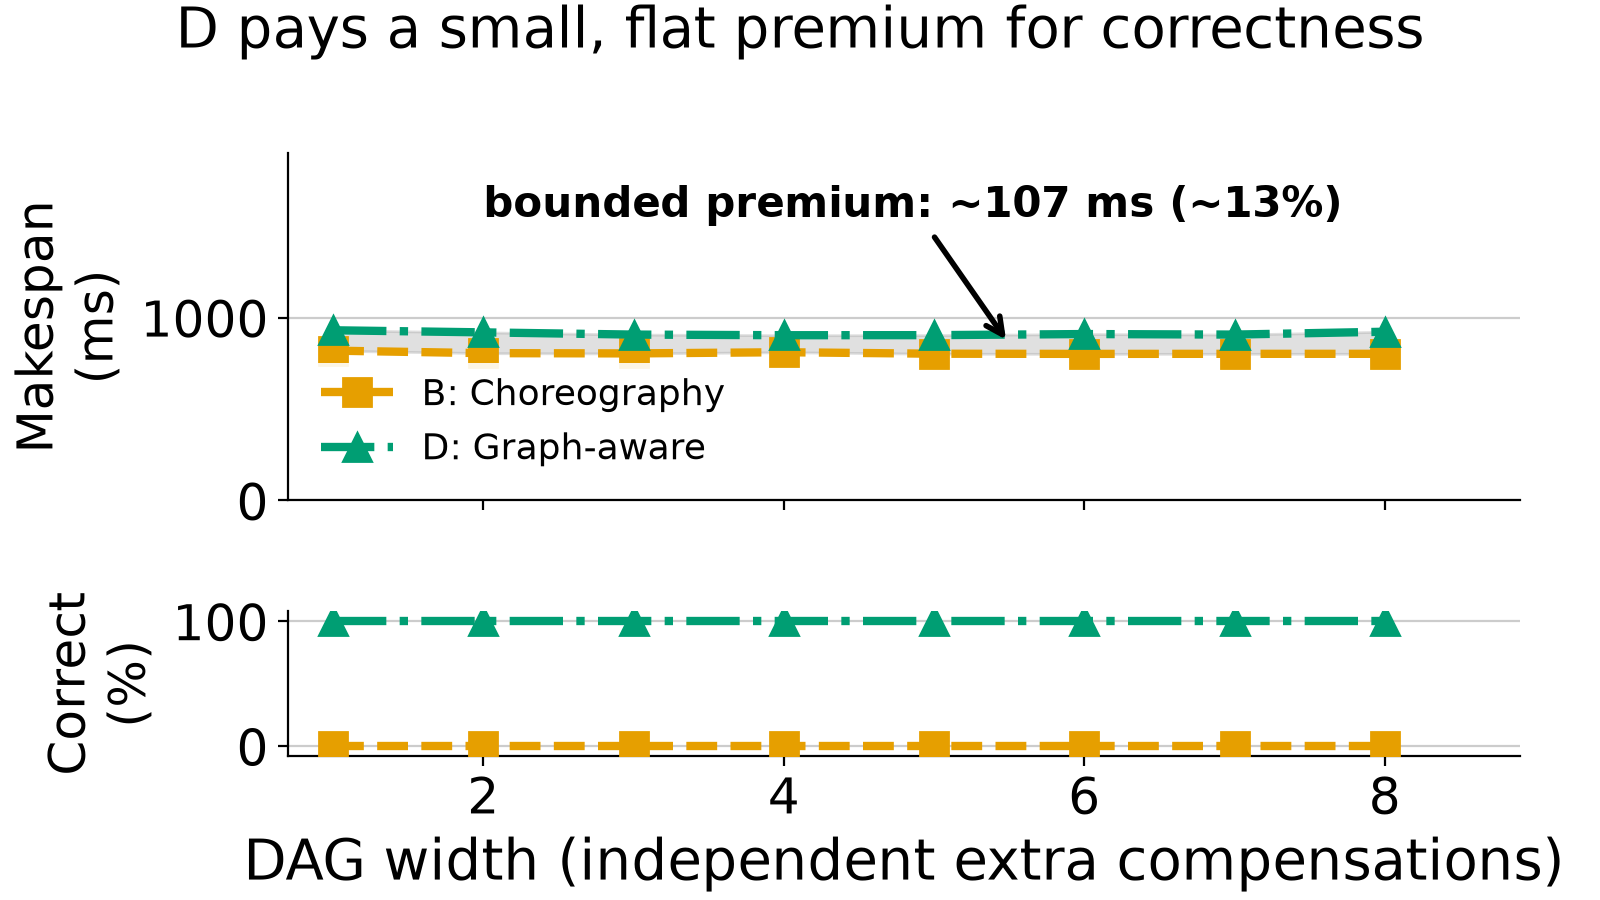 D pays a small, flat premium for correctness
Makespan
(ms)
1000
0
bounded premium: ~107 ms (~13%)
B: Choreography
D: Graph-aware
Correct
(%)
100
0
2 4 6 8
DAG width (independent extra compensations)